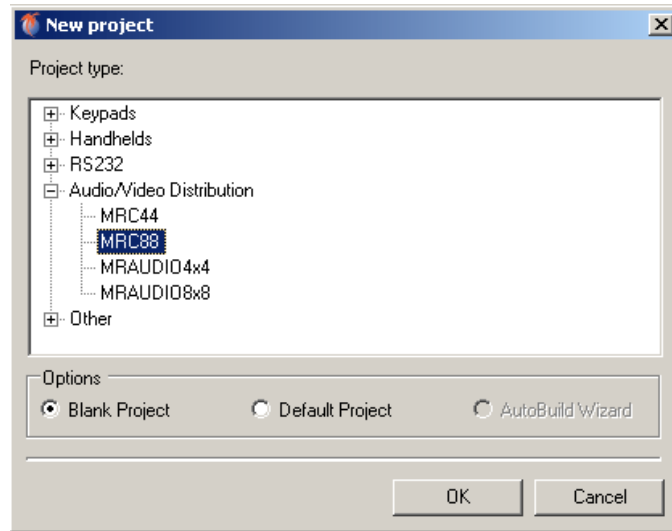 New project
Project type:
Keypads
Handhelds
RS232
Audio/Video Distribution
MRC44
MRC88
MRAUDIO4x4
MRAUDIO8x8
Other
Options
Blank Project Default Project AutoBuild Wizard
OK Cancel